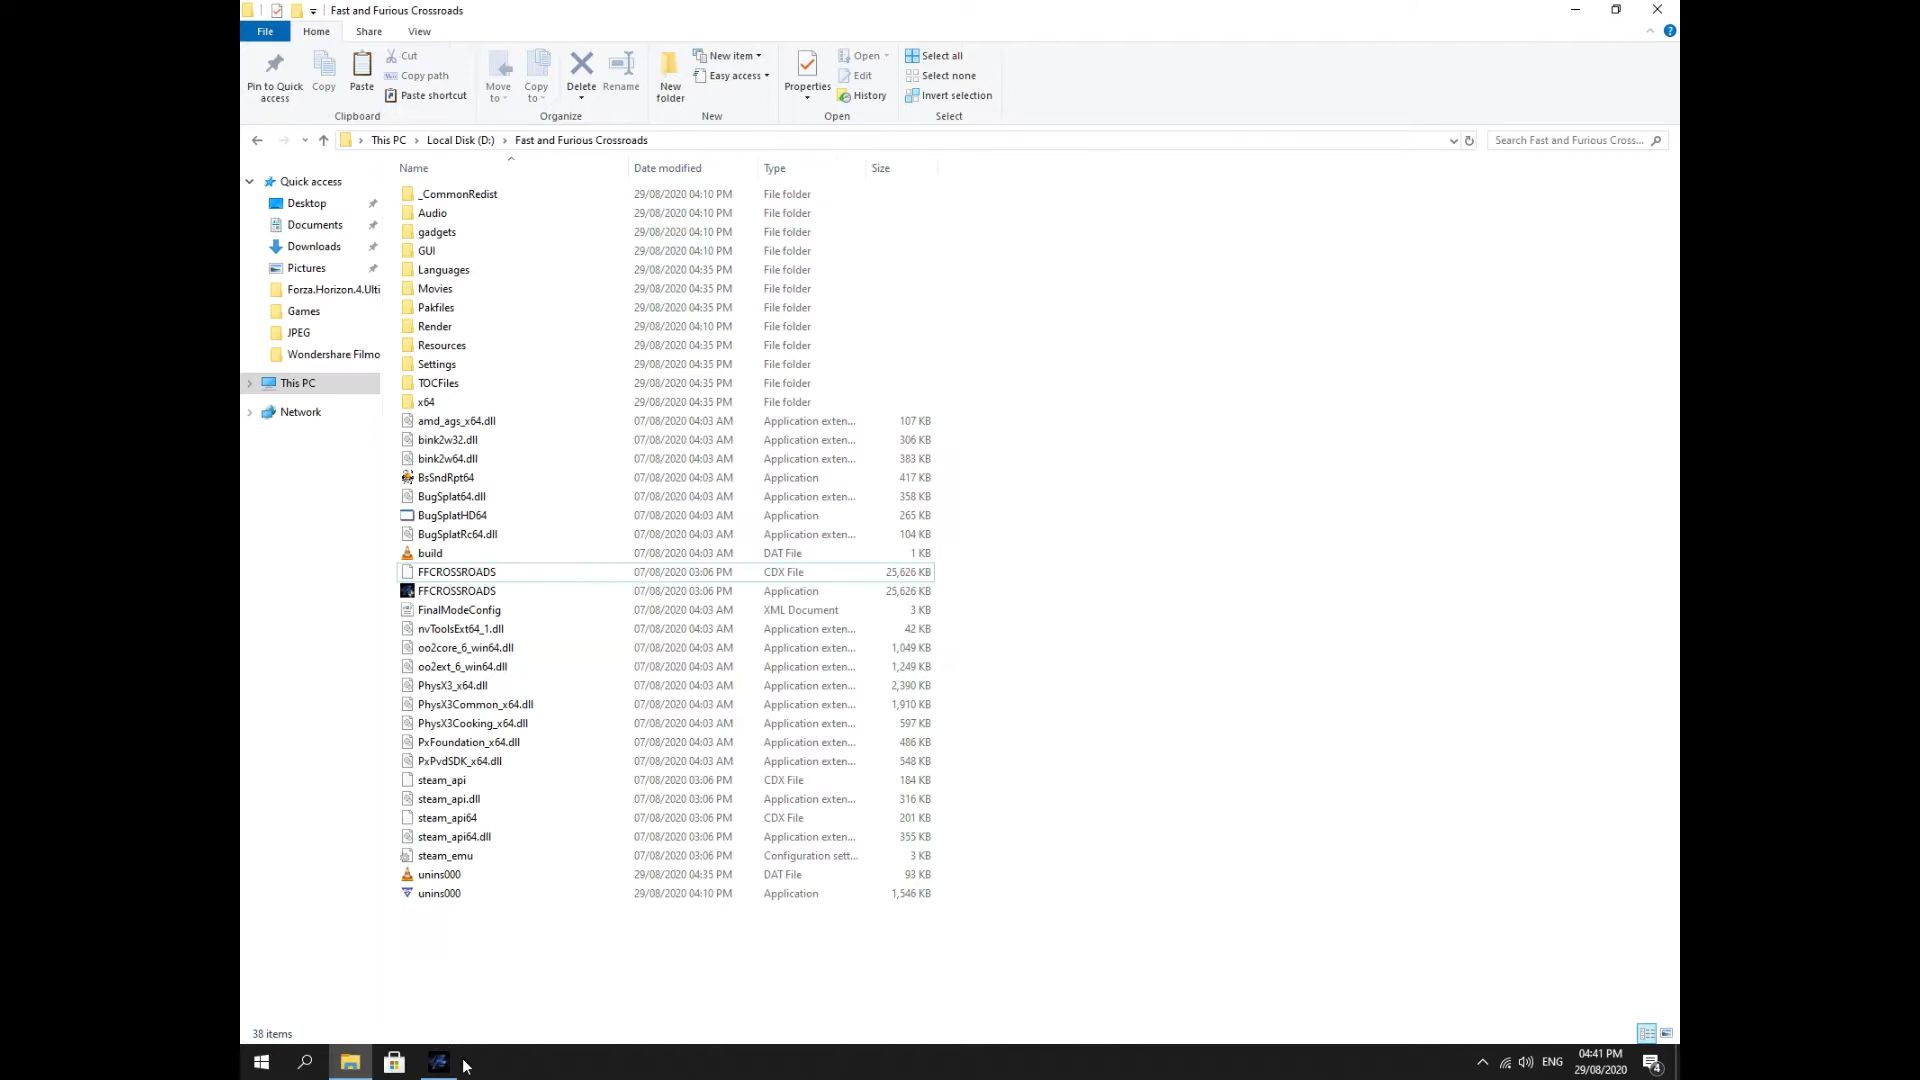 Fast and Furious Crossroads
File Home Share View
Pin to Quick access
Copy
Paste
Cut
Copy path
Paste shortcut
Clipboard
Move to
Copy to
Delete
Rename
Organize
New folder
New item
Easy access
New
Properties
Open
Edit
History
Open
Select all
Select none
Invert selection
Select
This PC > Local Disk (D:) > Fast and Furious Crossroads
Search Fast and Furious Cross...
Quick access
Desktop
Documents
Downloads
Pictures
Forza.Horizon.4.Ulti
Games
JPEG
Wondershare Filmo
This PC
Network
Name Date modified Type Size
_CommonRedist 29/08/2020 04:10 PM File folder
Audio 29/08/2020 04:10 PM File folder
gadgets 29/08/2020 04:10 PM File folder
GUI 29/08/2020 04:10 PM File folder
Languages 29/08/2020 04:35 PM File folder
Movies 29/08/2020 04:35 PM File folder
Pakfiles 29/08/2020 04:35 PM File folder
Render 29/08/2020 04:10 PM File folder
Resources 29/08/2020 04:35 PM File folder
Settings 29/08/2020 04:35 PM File folder
TOCFiles 29/08/2020 04:35 PM File folder
x64 29/08/2020 04:35 PM File folder
amd_ags_x64.dll 07/08/2020 04:03 AM Application exten... 107 KB
bink2w32.dll 07/08/2020 04:03 AM Application exten... 306 KB
bink2w64.dll 07/08/2020 04:03 AM Application exten... 383 KB
BsSndRpt64 07/08/2020 04:03 AM Application 417 KB
BugSplat64.dll 07/08/2020 04:03 AM Application exten... 358 KB
BugSplatHD64 07/08/2020 04:03 AM Application 265 KB
BugSplatRc64.dll 07/08/2020 04:03 AM Application exten... 104 KB
build 07/08/2020 04:03 AM DAT File 1 KB
FFCROSSROADS 07/08/2020 03:06 PM CDX File 25,626 KB
FFCROSSROADS 07/08/2020 03:06 PM Application 25,626 KB
FinalModeConfig 07/08/2020 04:03 AM XML Document 3 KB
nvToolsExt64_1.dll 07/08/2020 04:03 AM Application exten... 42 KB
oo2core_6_win64.dll 07/08/2020 04:03 AM Application exten... 1,049 KB
oo2ext_6_win64.dll 07/08/2020 04:03 AM Application exten... 1,249 KB
PhysX3_x64.dll 07/08/2020 04:03 AM Application exten... 2,390 KB
PhysX3Common_x64.dll 07/08/2020 04:03 AM Application exten... 1,910 KB
PhysX3Cooking_x64.dll 07/08/2020 04:03 AM Application exten... 597 KB
PxFoundation_x64.dll 07/08/2020 04:03 AM Application exten... 486 KB
PxPvdSDK_x64.dll 07/08/2020 04:03 AM Application exten... 548 KB
steam_api 07/08/2020 03:06 PM CDX File 184 KB
steam_api.dll 07/08/2020 03:06 PM Application exten... 316 KB
steam_api64 07/08/2020 03:06 PM CDX File 201 KB
steam_api64.dll 07/08/2020 03:06 PM Application exten... 355 KB
steam_emu 07/08/2020 03:06 PM Configuration sett... 3 KB
unins000 29/08/2020 04:35 PM DAT File 93 KB
unins000 29/08/2020 04:10 PM Application 1,546 KB
38 items
ENG
04:41 PM
29/08/2020
4